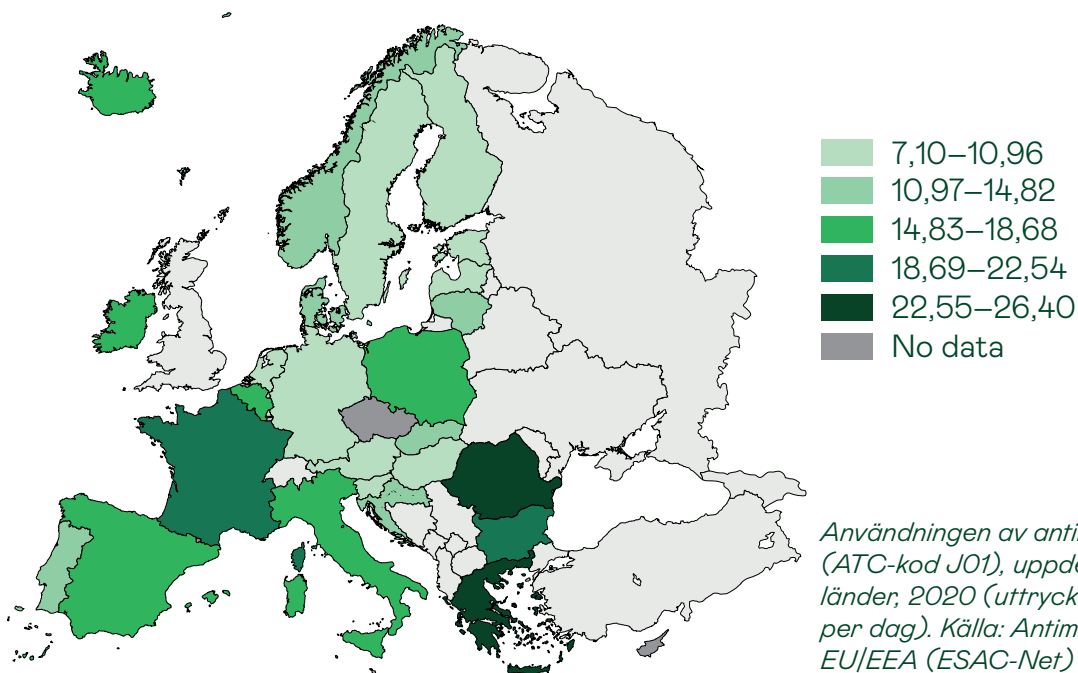 7,10–10,96
10,97–14,82
14,83–18,68
18,69–22,54
22,55–26,40
No data
Användningen av anti
(ATC-kod J01), uppde
länder, 2020 (uttryck
per dag). Källa: Antim
EU/EEA (ESAC-Net)